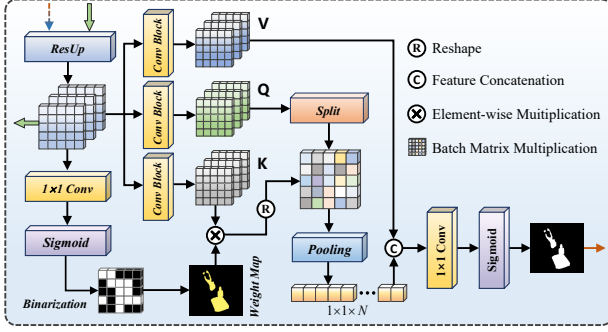 ResUp
Conv Block
V
Conv Block
Q
Conv Block
K
Split
R
1×1 Conv
Sigmoid
Binarization
Weight Map
Pooling
1×1×N
C
1×1 Conv
Sigmoid
R Reshape
C Feature Concatenation
Element-wise Muitiplication
Batch Matrix Multiplication